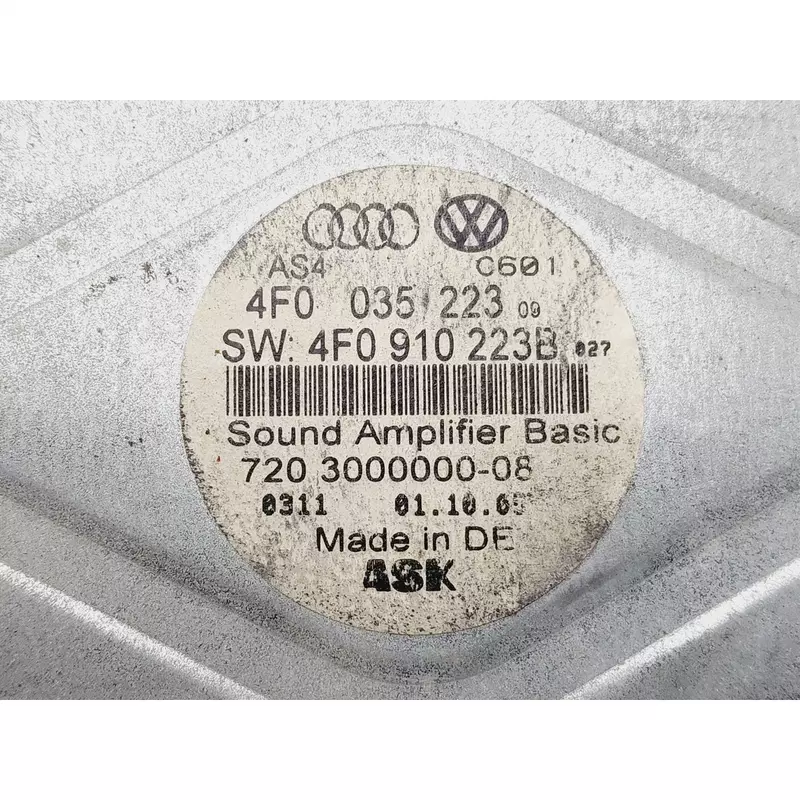 AS4 C601
4F0 035 223 09
SW: 4F0 910 223B 027
Sound Amplifier Basic
720 3000000-08
0311 01.10.05
Made in DE
ASK